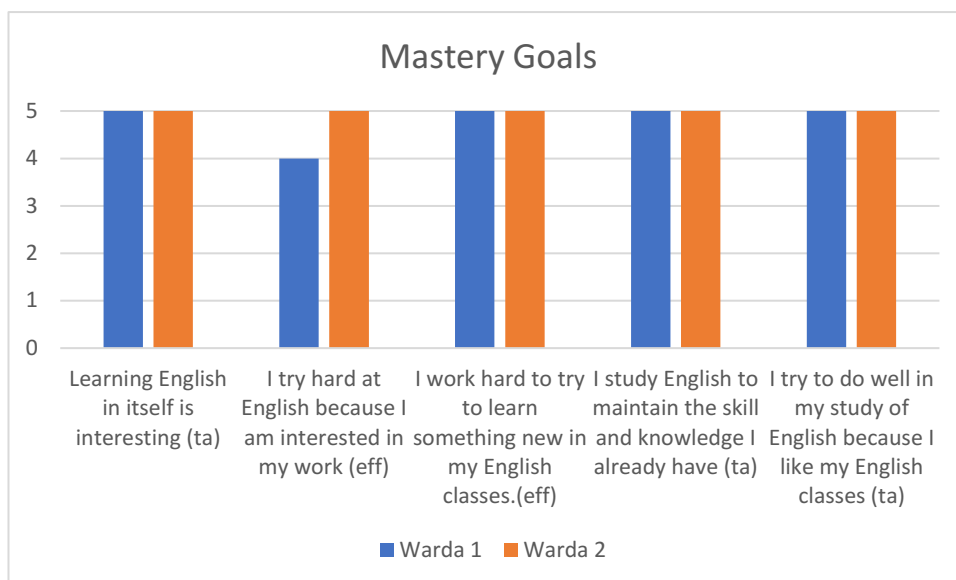 Mastery Goals
5
4
3
2
1
0
Learning English
in itself is
interesting (ta)
I try hard at
English because I
am interested in
my work (eff)
I work hard to try
to learn
something new in
my English
classes.(eff)
I study English to
maintain the skill
and knowledge I
already have (ta)
I try to do well in
my study of
English because I
like my English
classes (ta)
Warda 1
Warda 2